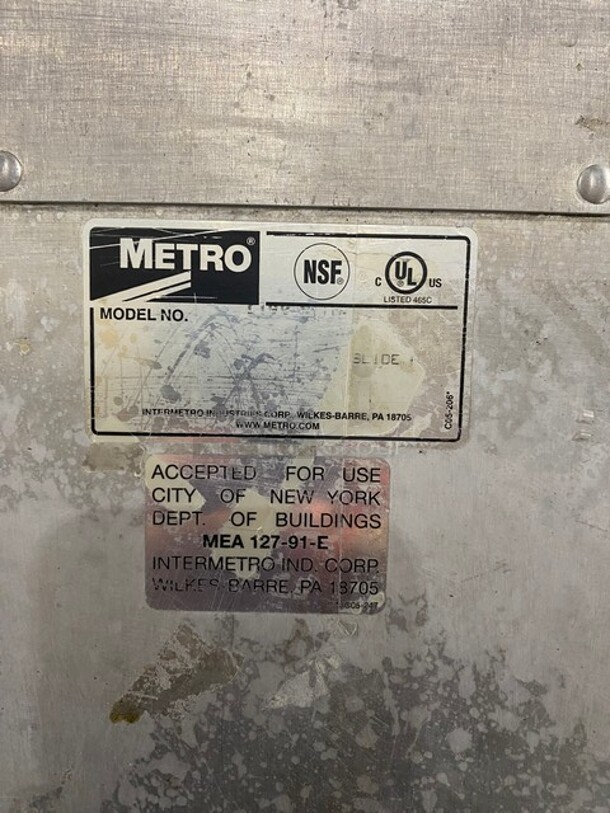 METRO®
NSF®
C UL US
LISTED 465C
MODEL NO.
SLIDE
INTERMETRO INDUSTRIES CORP. WILKES-BARRE, PA 18705
WWW.METRO.COM
C05-206*
ACCEPTED FOR USE
CITY OF NEW YORK
DEPT. OF BUILDINGS
MEA 127-91-E
INTERMETRO IND. CORP.
WILKES-BARRE, PA 18705